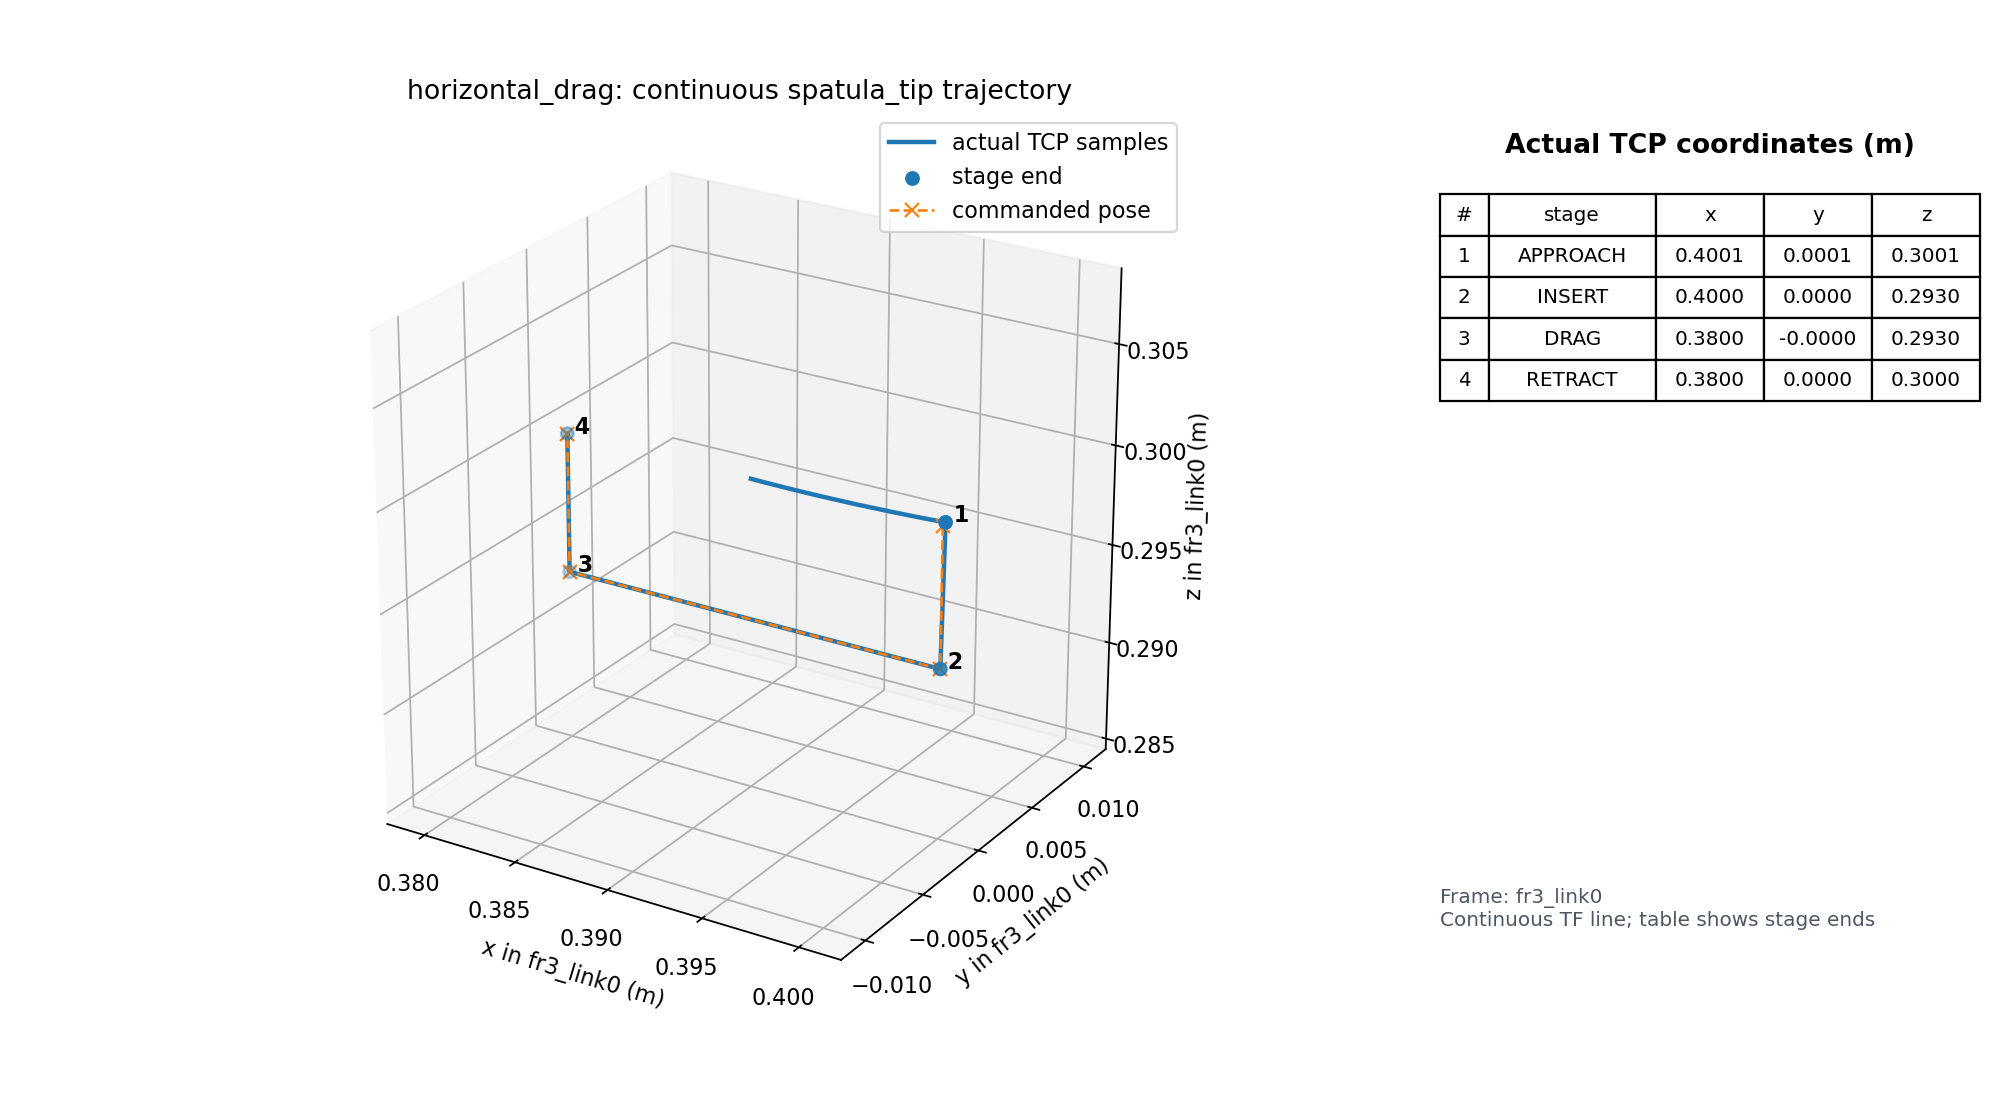 horizontal_drag: continuous spatula_tip trajectory
actual TCP samples
stage end
commanded pose
4
1
3
2
0.305
0.300
0.295
0.290
0.285
z in fr3_link0 (m)
0.010
0.005
0.000
−0.005
−0.010
y in fr3_link0 (m)
0.380
0.385
0.390
0.395
0.400
x in fr3_link0 (m)
Actual TCP coordinates (m)
# stage x y z
1 APPROACH 0.4001 0.0001 0.3001
2 INSERT 0.4000 0.0000 0.2930
3 DRAG 0.3800 -0.0000 0.2930
4 RETRACT 0.3800 0.0000 0.3000
Frame: fr3_link0
Continuous TF line; table shows stage ends